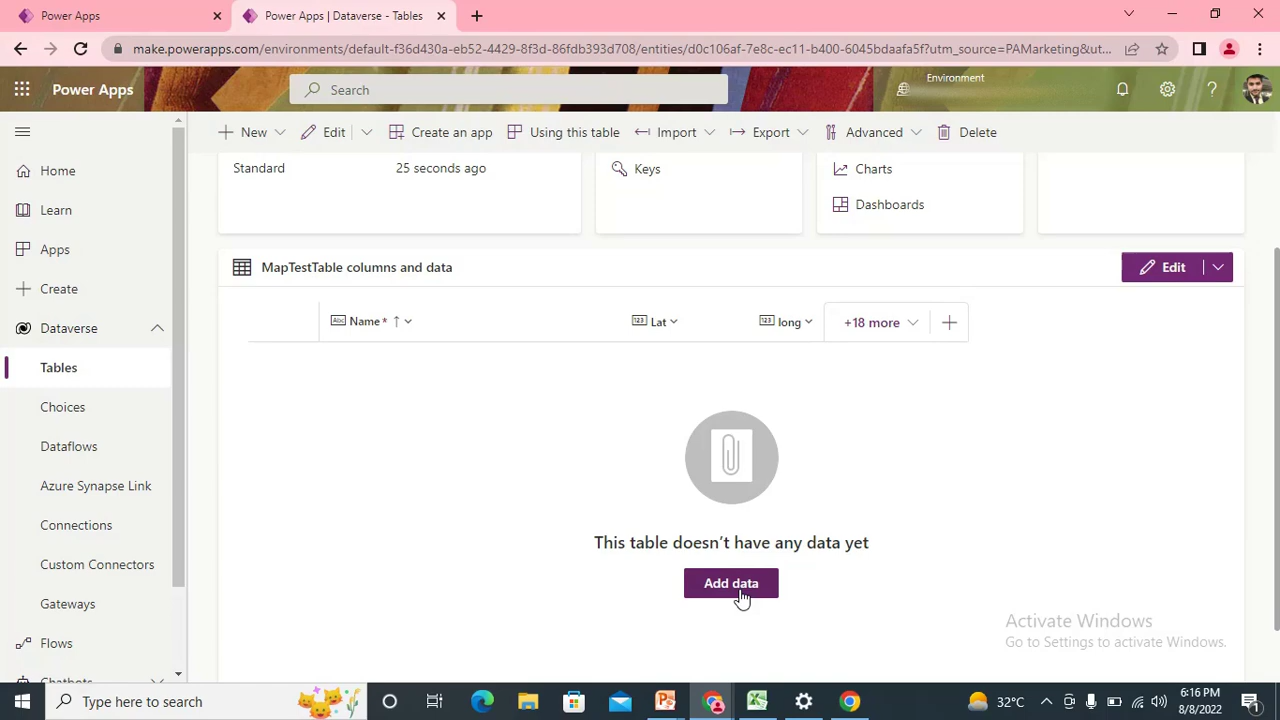 Power Apps
Power Apps | Dataverse - Tables
make.powerapps.com/environments/default-f36d430a-eb52-4429-8f3d-86fdb393d708/entities/d0c106af-7e8c-ec11-b400-6045bdaafa5f?utm_source=PAMarketing&ut...
Power Apps
Search
Environment
New
Edit
Create an app
Using this table
Import
Export
Advanced
Delete
Home
Learn
Apps
Create
Dataverse
Tables
Choices
Dataflows
Azure Synapse Link
Connections
Custom Connectors
Gateways
Flows
Chatbots
Standard
25 seconds ago
Keys
Charts
Dashboards
MapTestTable columns and data
Edit
Abc Name * ↑
123 Lat
123 long
+18 more
This table doesn't have any data yet
Add data
Activate Windows
Go to Settings to activate Windows.
Type here to search
32°C
6:16 PM
8/8/2022
1